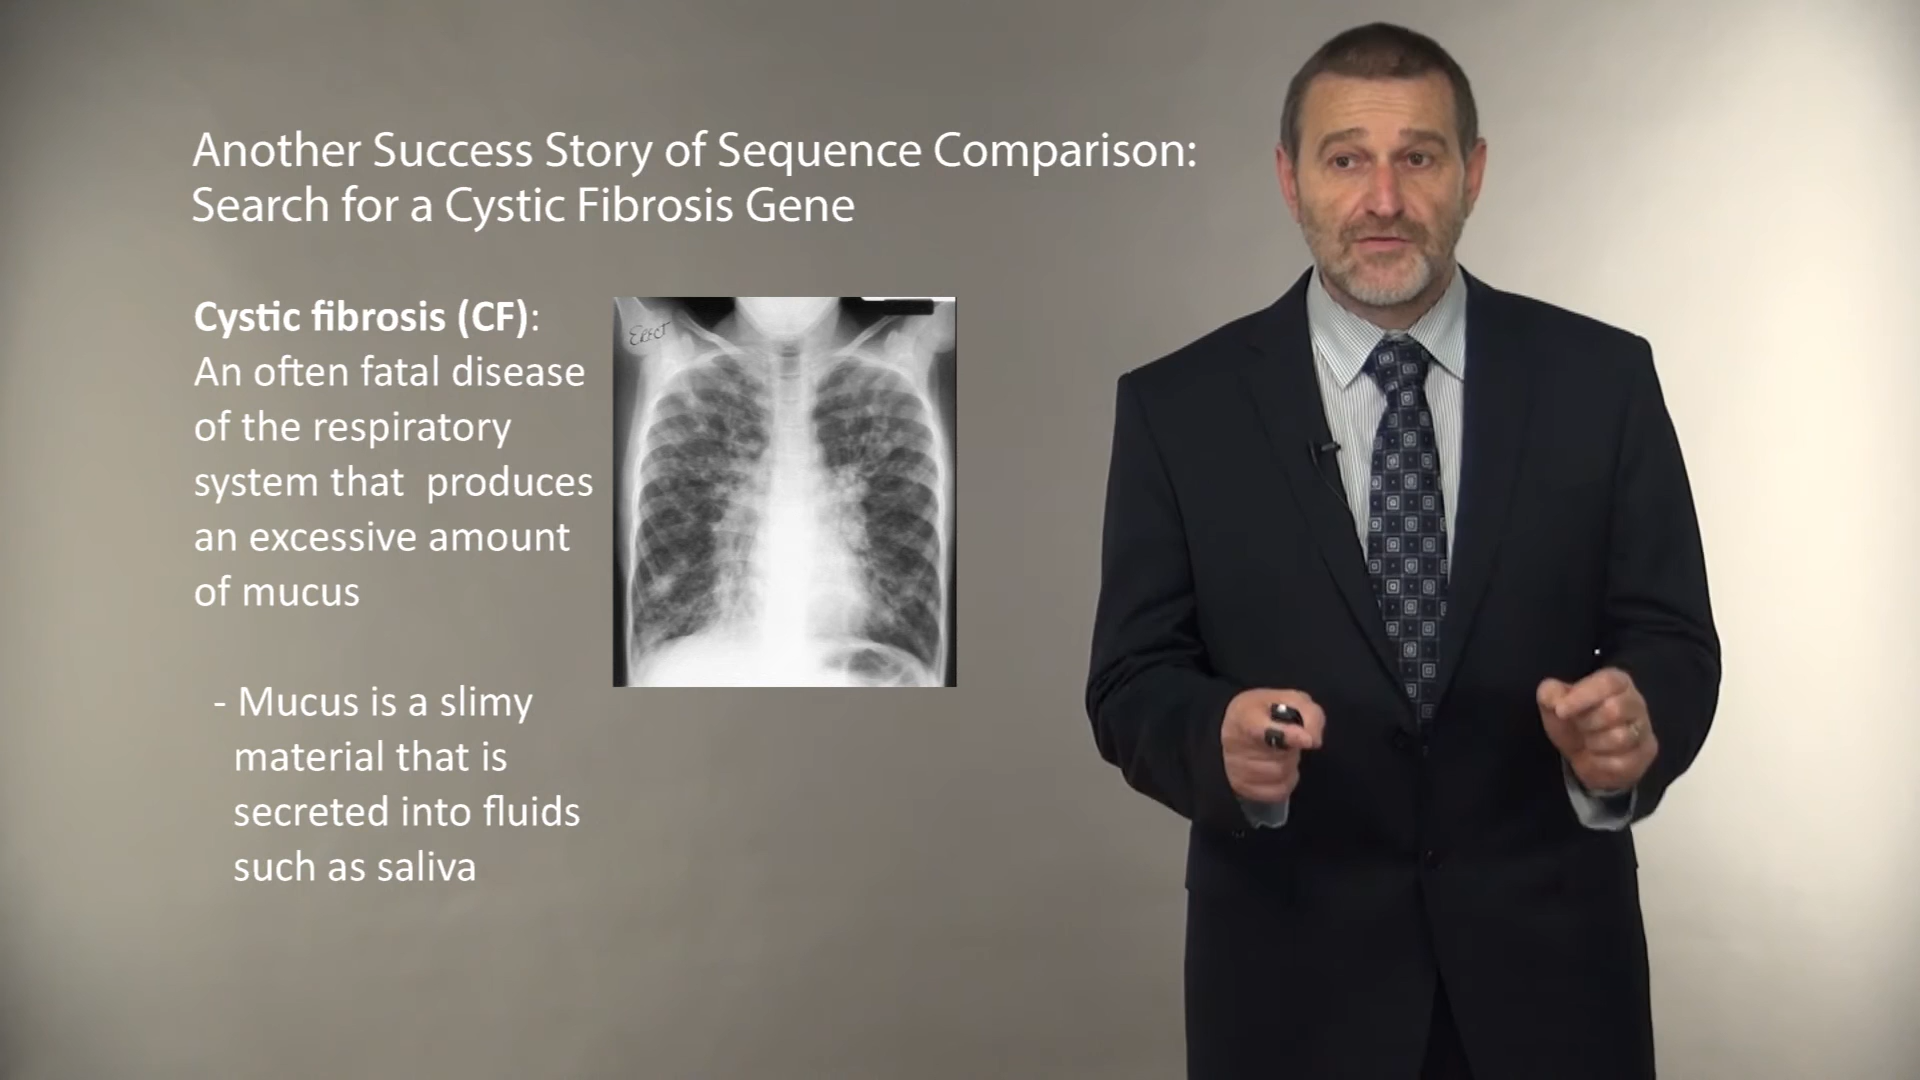 Another Success Story of Sequence Comparison:
Search for a Cystic Fibrosis Gene
Cystic fibrosis (CF):
An often fatal disease
of the respiratory
system that produces
an excessive amount
of mucus
- Mucus is a slimy
material that is
secreted into fluids
such as saliva
ERECT